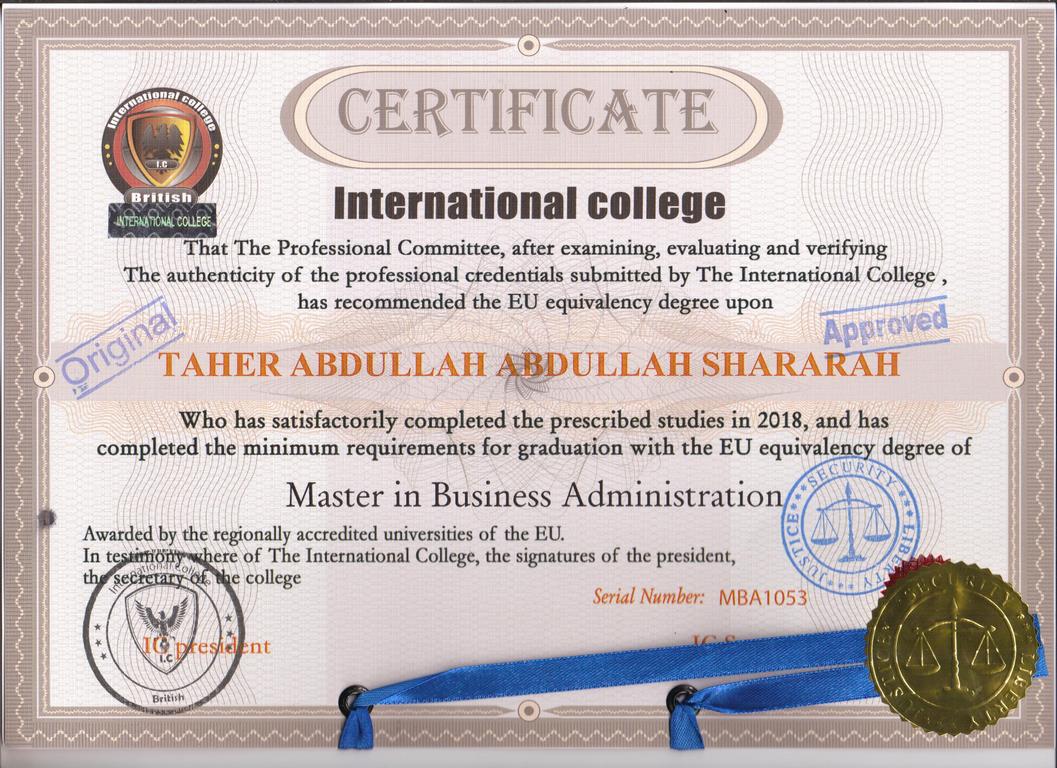 CERTIFICATE
International college
I.C
British
INTERNATIONAL COLLEGE
International college
That The Professional Committee, after examining, evaluating and verifying
The authenticity of the professional credentials submitted by The International College ,
has recommended the EU equivalency degree upon
Original
Approved
TAHER ABDULLAH ABDULLAH SHARARAH
Who has satisfactorily completed the prescribed studies in 2018, and has
completed the minimum requirements for graduation with the EU equivalency degree of
Master in Business Administration
SECURITY
JUSTICE
LIBERTY
Awarded by the regionally accredited universities of the EU.
In testimony where of The International College, the signatures of the president,
the secretary of the college
Serial Number: MBA1053
International College
I.C
British
IC president
IC S
SECURITY
JUSTICE
LIBERTY